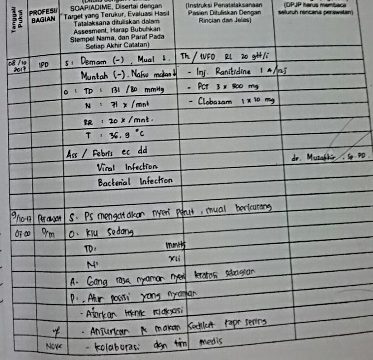 Tanggal/ Pukul
PROFESI/ BAGIAN
SOAP/ADIME, Disertai dengan
Target yang Terukur, Evaluasi Hasil
Tatalaksana dituliskan dalam
Assesment, Harap Bubuhkan
Stempel Nama, dan Paraf Pada
Setiap Akhir Catatan)
(Instruksi Penatalaksanaan
Pasien Dituliskan Dengan
Rincian dan Jelas)
(DPJP harus membaca
seluruh rencana perawatan)
08/10 2017
IPD
S : Demam (-), Mual ↓
Muntah (-). Nafsu makan ↓
O : TD : 131/80 mmHg
N : 71 x/mnt
RR : 20 x/mnt.
T : 36.9 °C
Ass / Febris ec dd
Viral Infection
Bacterial Infection
Th / IVFD RL 20 gtt/i
- Inj. Ranitidine 1 A/
- PCT 3 x 500 mg
- Clobazam 1 x 10 mg
dr. Muzakkir. Sp. PD
9/10-17
07.00
Perawat
P/m
S. Ps mengatakan nyeri perut, mual berkurang
O. KU Sedang
TD: mmHg
N: x/i
A. Gang rasa nyaman nyeri teratasi sebagian
P. Atur posisi yang nyaman
- Ajarkan teknik relaksasi
- Anjurkan makan sedikit tapi sering
- Kolaborasi dgn tim medis